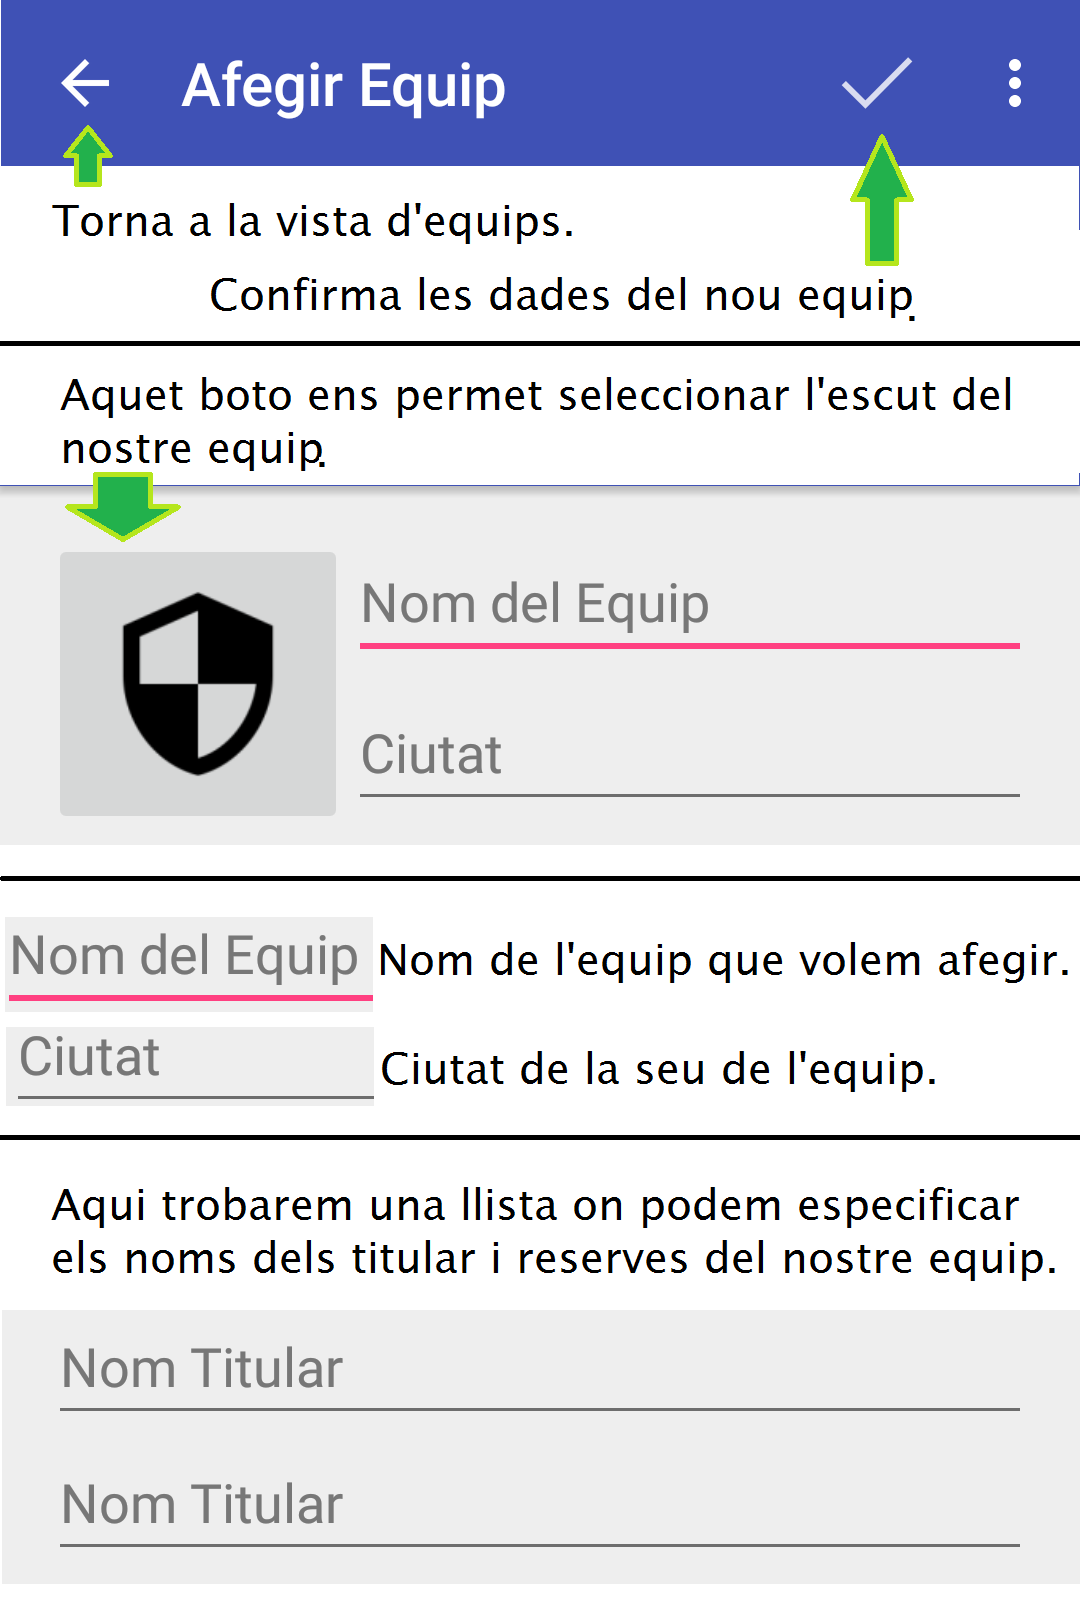 Afegir Equip
Torna a la vista d'equips.
Confirma les dades del nou equip.
Aquet boto ens permet seleccionar l'escut del
nostre equip.
Nom del Equip
Ciutat
Nom del Equip Nom de l'equip que volem afegir.
Ciutat Ciutat de la seu de l'equip.
Aqui trobarem una llista on podem especificar
els noms dels titular i reserves del nostre equip.
Nom Titular
Nom Titular